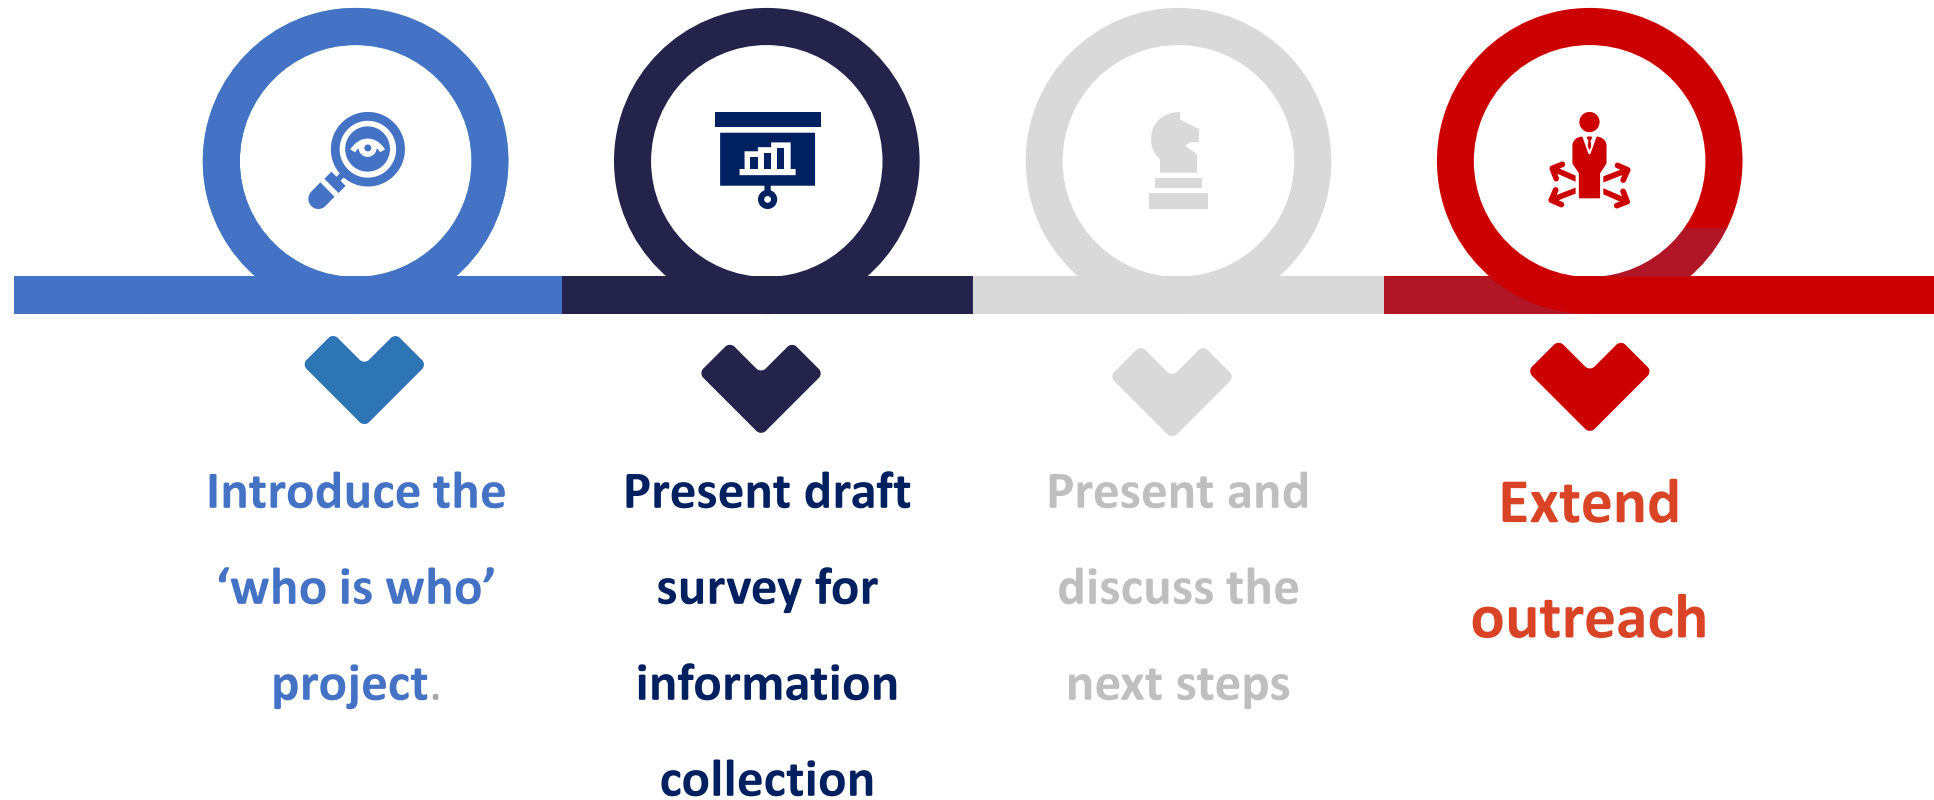 Introduce the
‘who is who’
project.
Present draft
survey for
information
collection
Present and
discuss the
next steps
Extend
outreach